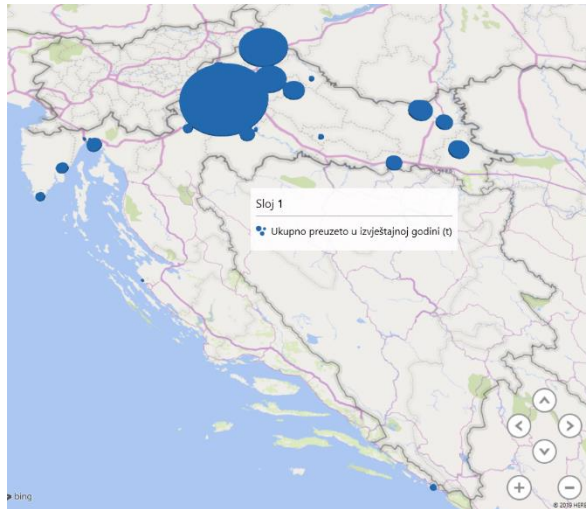 Sloj 1
Ukupno preuzeto u izvještajnoj godini (t)
bing
© 2019 HERE